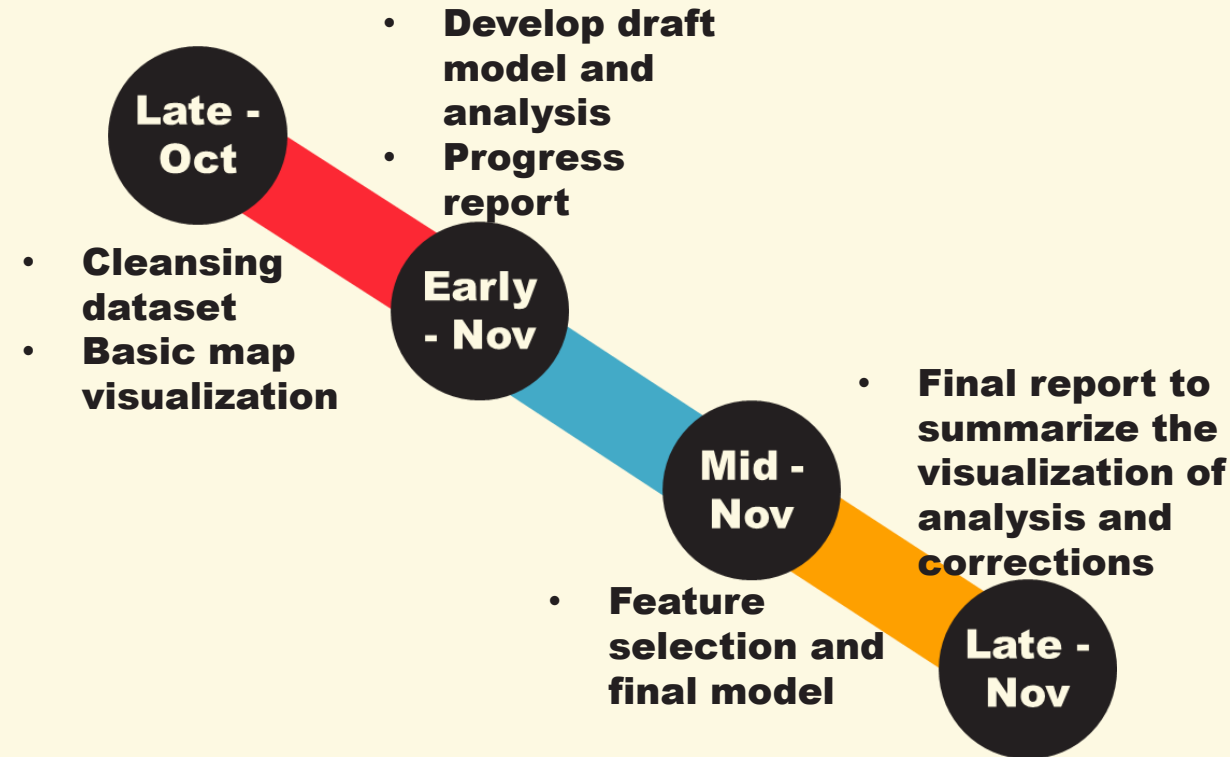 Late -
Oct
• Cleansing
dataset
• Basic map
visualization
• Develop draft
model and
analysis
• Progress
report
Early
- Nov
Mid -
Nov
• Feature
selection and
final model
• Final report to
summarize the
visualization of
analysis and
corrections
Late -
Nov